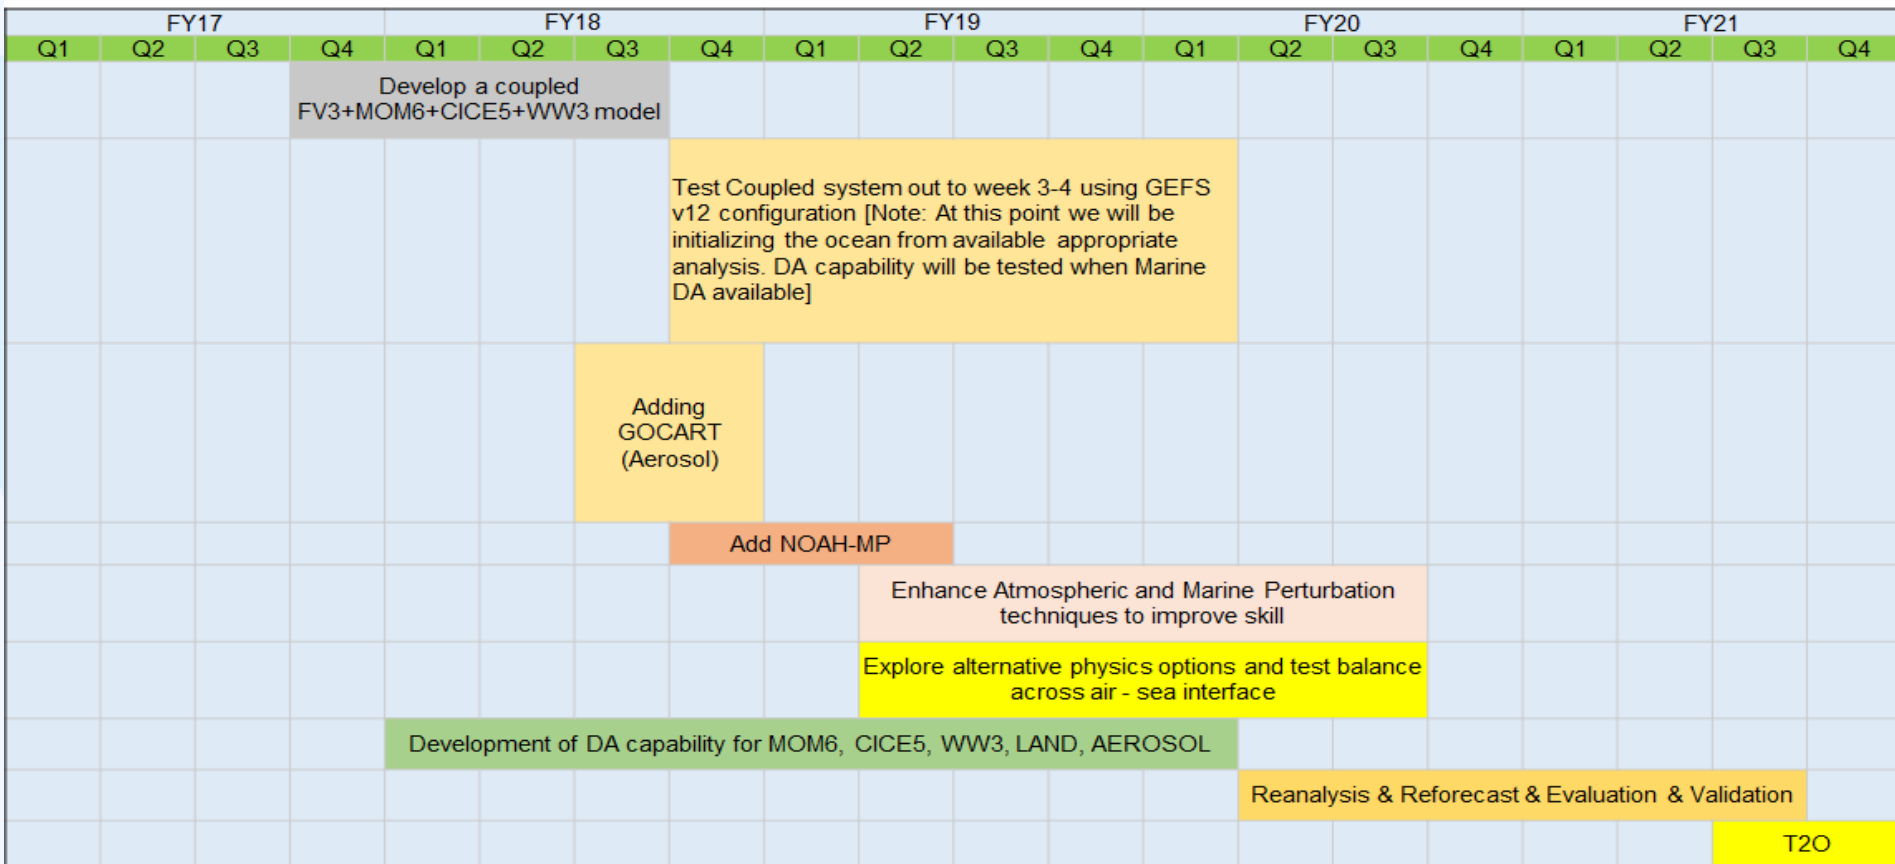 FY17 FY18 FY19 FY20 FY21
Q1 Q2 Q3 Q4 Q1 Q2 Q3 Q4 Q1 Q2 Q3 Q4 Q1 Q2 Q3 Q4 Q1 Q2 Q3 Q4
Develop a coupled
FV3+MOM6+CICE5+WW3 model
Test Coupled system out to week 3-4 using GEFS
v12 configuration [Note: At this point we will be
initializing the ocean from available appropriate
analysis. DA capability will be tested when Marine
DA available]
Adding
GOCART
(Aerosol)
Add NOAH-MP
Enhance Atmospheric and Marine Perturbation
techniques to improve skill
Explore alternative physics options and test balance
across air - sea interface
Development of DA capability for MOM6, CICE5, WW3, LAND, AEROSOL
Reanalysis & Reforecast & Evaluation & Validation
T2O